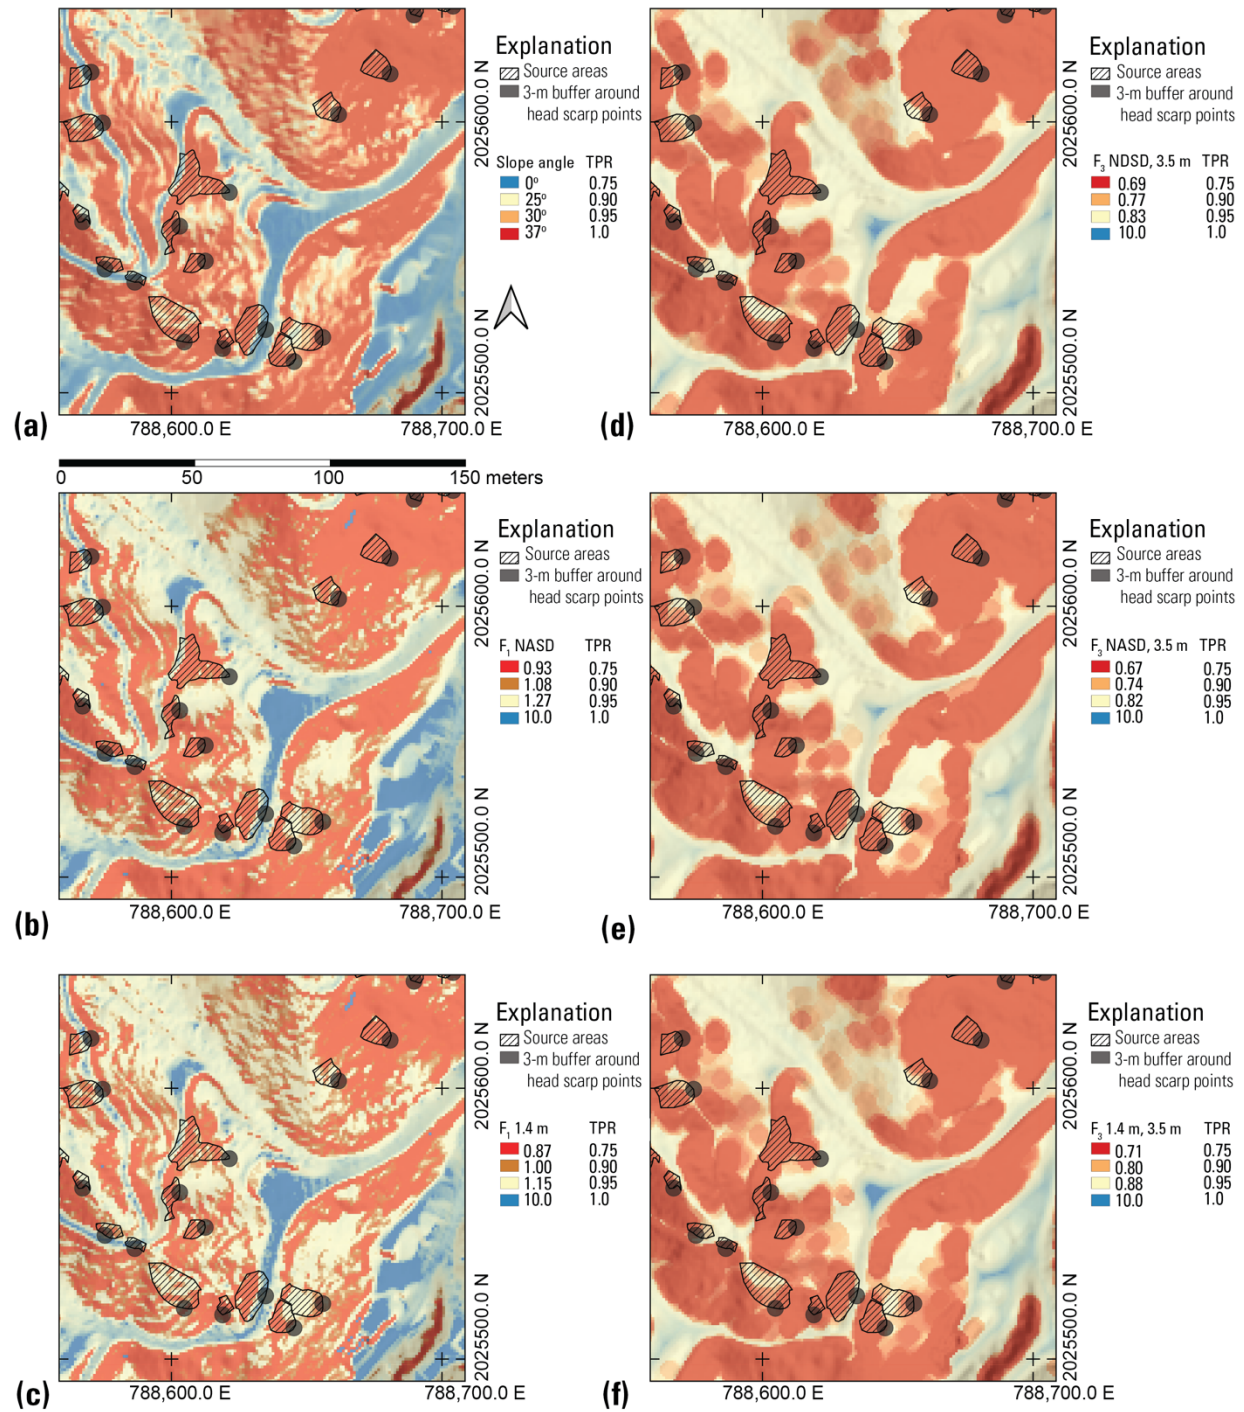 Explanation
Source areas
3-m buffer around
head scarp points
Slope angle TPR
0º 0.75
25º 0.90
30º 0.95
37º 1.0
2025600.0 N
2025500.0 N
(a)
788,600.0 E 788,700.0 E
Explanation
Source areas
3-m buffer around
head scarp points
F3 NDSD, 3.5 m TPR
0.69 0.75
0.77 0.90
0.83 0.95
10.0 1.0
2025600.0 N
2025500.0 N
(d)
788,600.0 E 788,700.0 E
0 50 100 150 meters
Explanation
Source areas
3-m buffer around
head scarp points
F1 NASD TPR
0.93 0.75
1.08 0.90
1.27 0.95
10.0 1.0
2025600.0 N
2025500.0 N
(b)
788,600.0 E 788,700.0 E
Explanation
Source areas
3-m buffer around
head scarp points
F3 NASD, 3.5 m TPR
0.67 0.75
0.74 0.90
0.82 0.95
10.0 1.0
2025600.0 N
2025500.0 N
(e)
788,600.0 E 788,700.0 E
Explanation
Source areas
3-m buffer around
head scarp points
F1 1.4 m TPR
0.87 0.75
1.00 0.90
1.15 0.95
10.0 1.0
2025600.0 N
2025500.0 N
(c)
788,600.0 E 788,700.0 E
Explanation
Source areas
3-m buffer around
head scarp points
F3 1.4 m, 3.5 m TPR
0.71 0.75
0.80 0.90
0.88 0.95
10.0 1.0
2025600.0 N
2025500.0 N
(f)
788,600.0 E 788,700.0 E